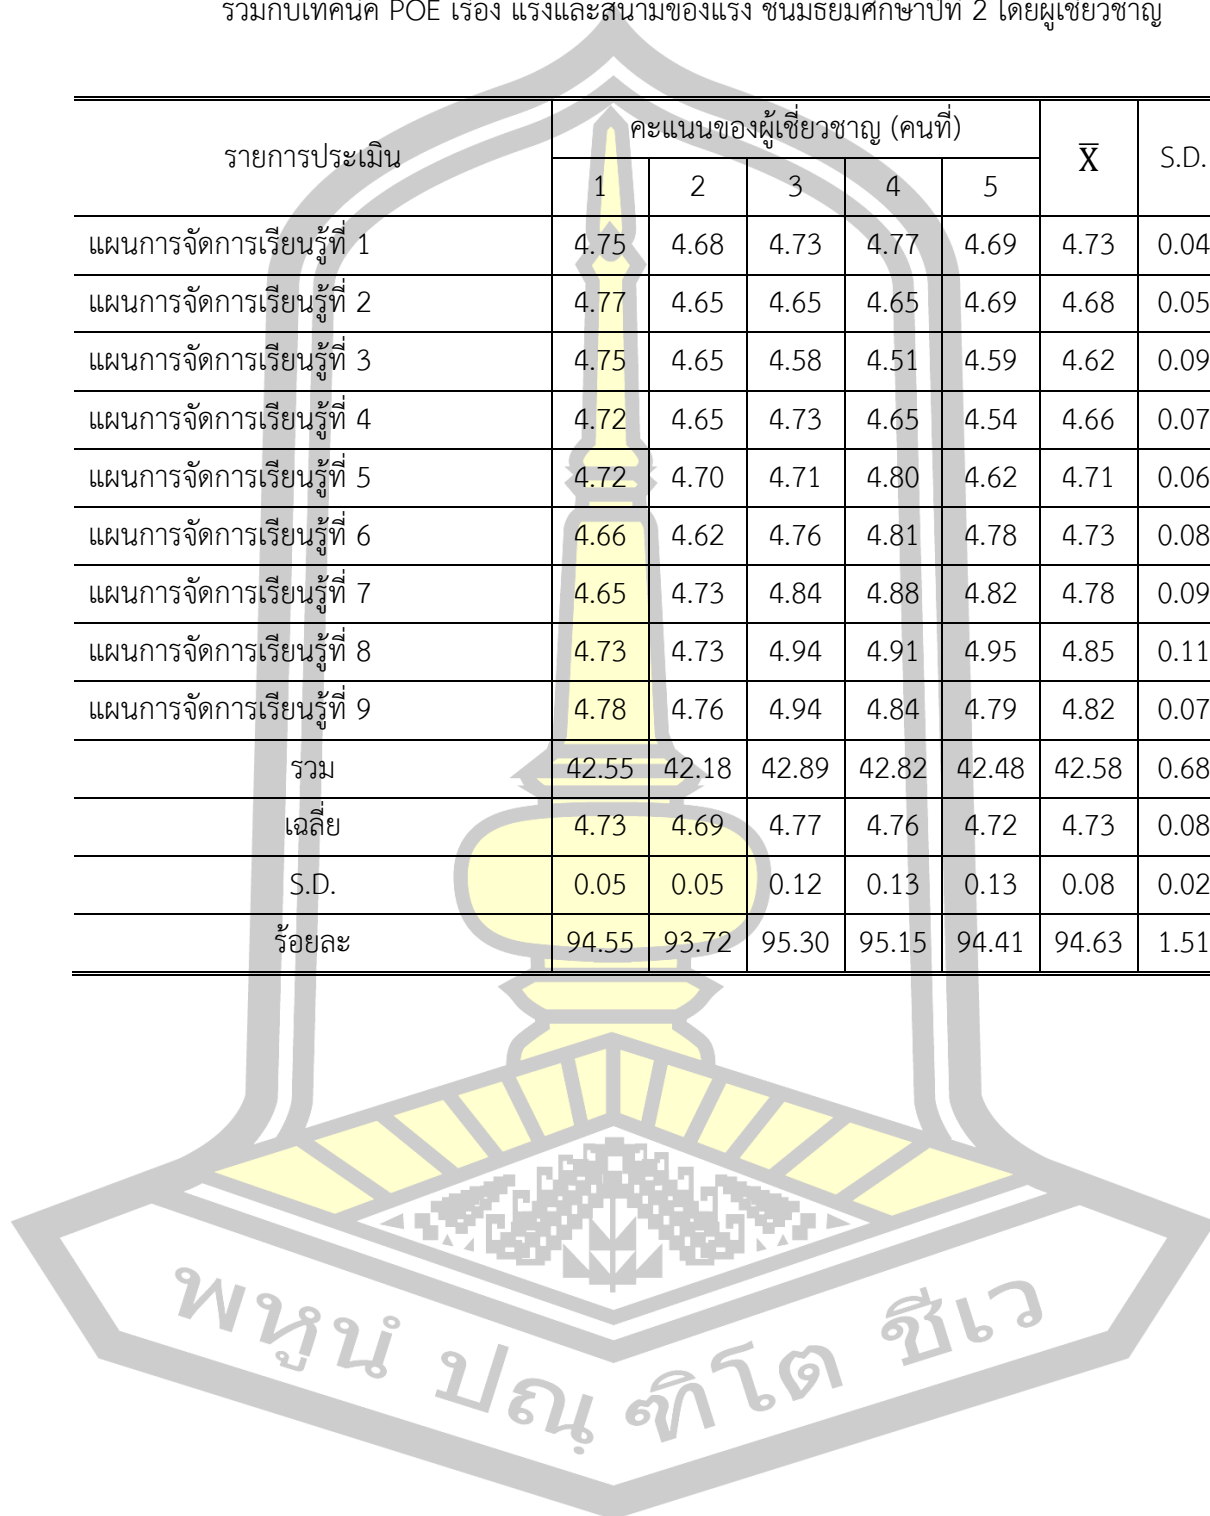 ร่วมกับเทคนิค POE เรื่อง แรงและสนามของแรง ชั้นมัธยมศึกษาปีที่ 2 โดยผู้เชี่ยวชาญ
รายการประเมิน คะแนนของผู้เชี่ยวชาญ (คนที่) X̅ S.D.
1 2 3 4 5
แผนการจัดการเรียนรู้ที่ 1 4.75 4.68 4.73 4.77 4.69 4.73 0.04
แผนการจัดการเรียนรู้ที่ 2 4.77 4.65 4.65 4.65 4.69 4.68 0.05
แผนการจัดการเรียนรู้ที่ 3 4.75 4.65 4.58 4.51 4.59 4.62 0.09
แผนการจัดการเรียนรู้ที่ 4 4.72 4.65 4.73 4.65 4.54 4.66 0.07
แผนการจัดการเรียนรู้ที่ 5 4.72 4.70 4.71 4.80 4.62 4.71 0.06
แผนการจัดการเรียนรู้ที่ 6 4.66 4.62 4.76 4.81 4.78 4.73 0.08
แผนการจัดการเรียนรู้ที่ 7 4.65 4.73 4.84 4.88 4.82 4.78 0.09
แผนการจัดการเรียนรู้ที่ 8 4.73 4.73 4.94 4.91 4.95 4.85 0.11
แผนการจัดการเรียนรู้ที่ 9 4.78 4.76 4.94 4.84 4.79 4.82 0.07
รวม 42.55 42.18 42.89 42.82 42.48 42.58 0.68
เฉลี่ย 4.73 4.69 4.77 4.76 4.72 4.73 0.08
S.D. 0.05 0.05 0.12 0.13 0.13 0.08 0.02
ร้อยละ 94.55 93.72 95.30 95.15 94.41 94.63 1.51
พหูนํ ปณฺฑิโต ชีเว